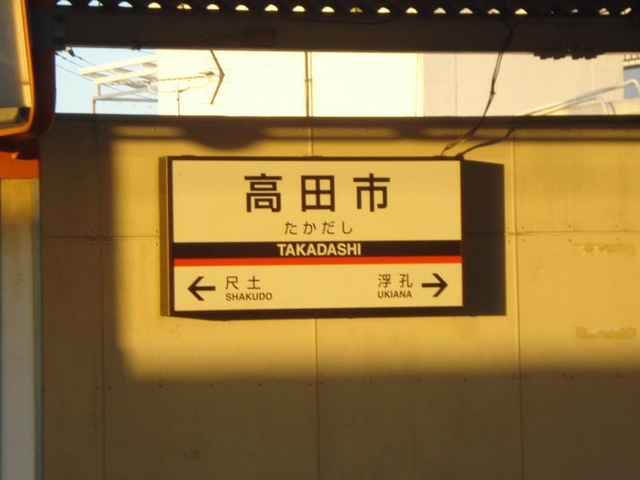 高田市
たかだし
TAKADASHI
← 尺土 浮孔 →
SHAKUDO UKIANA